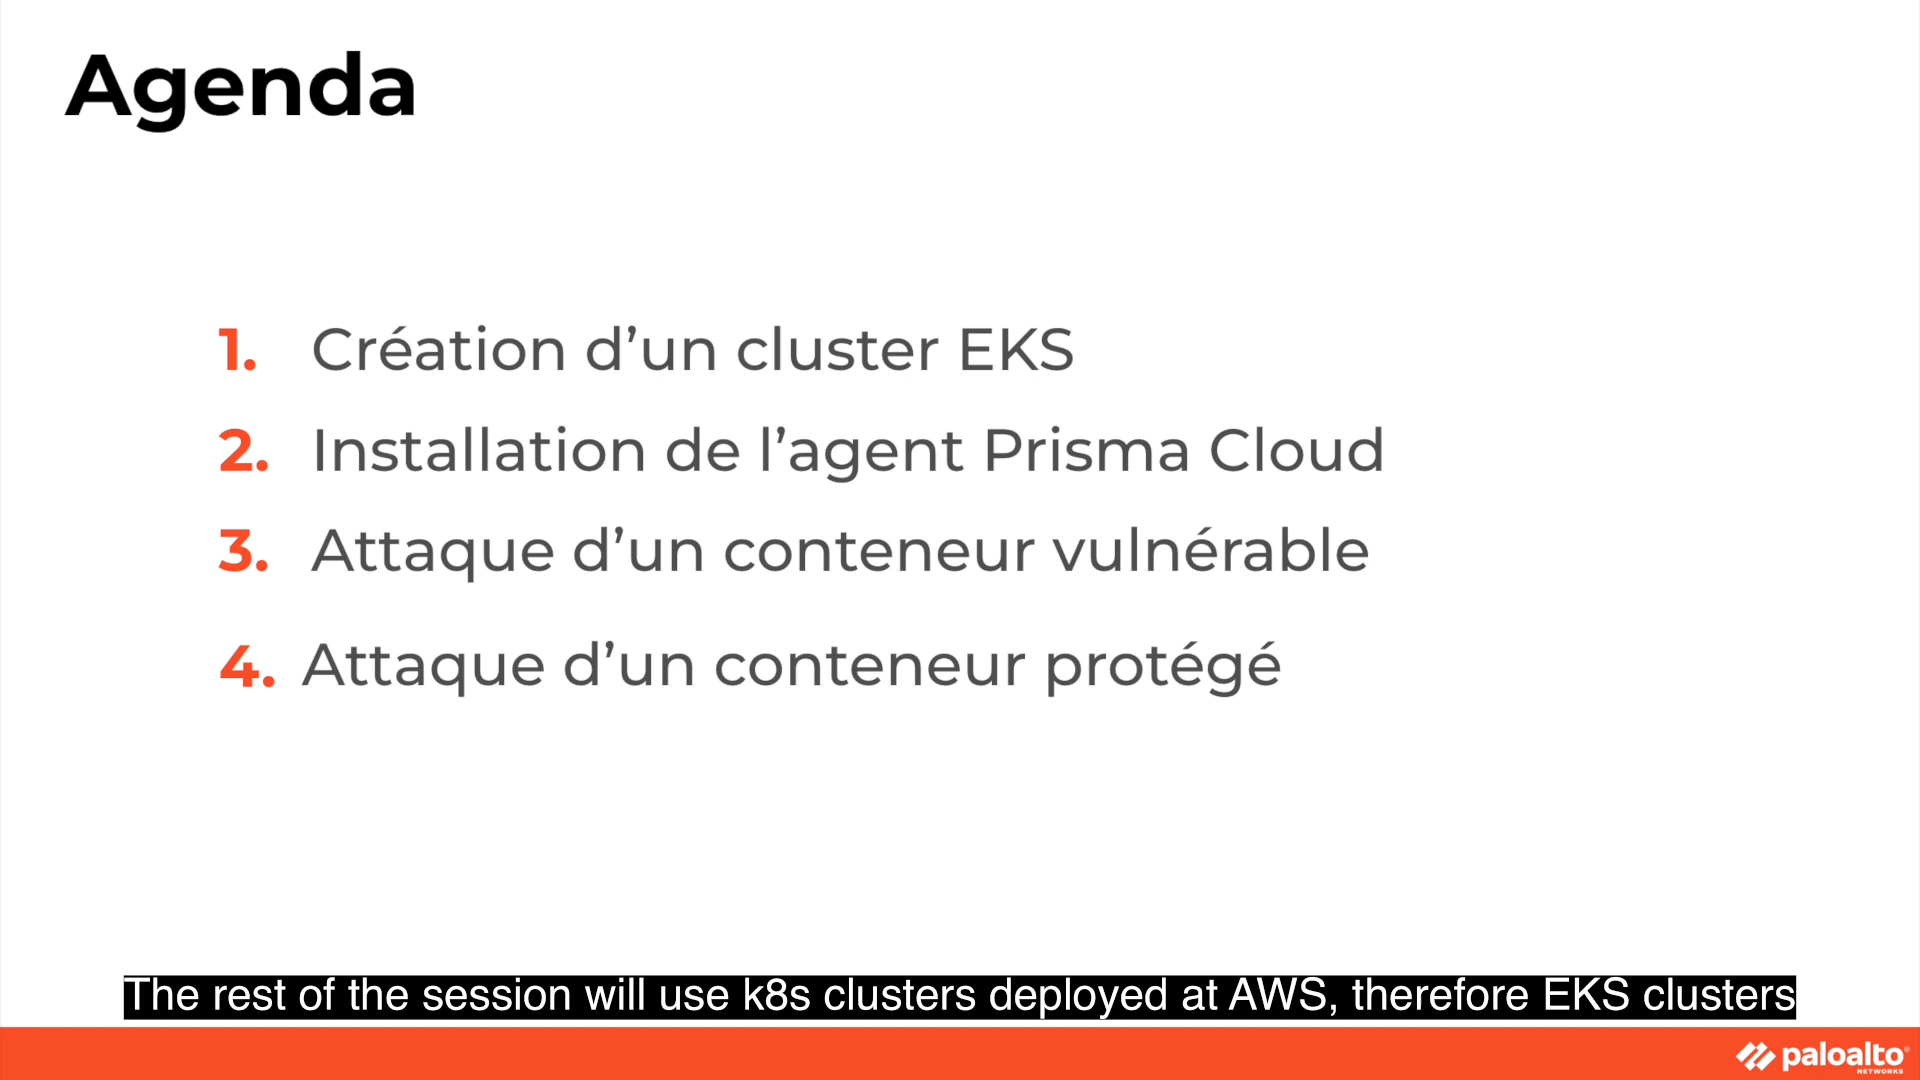 Agenda
1. Création d’un cluster EKS
2. Installation de l’agent Prisma Cloud
3. Attaque d’un conteneur vulnérable
4. Attaque d’un conteneur protégé
The rest of the session will use k8s clusters deployed at AWS, therefore EKS clusters
paloalto®
NETWORKS